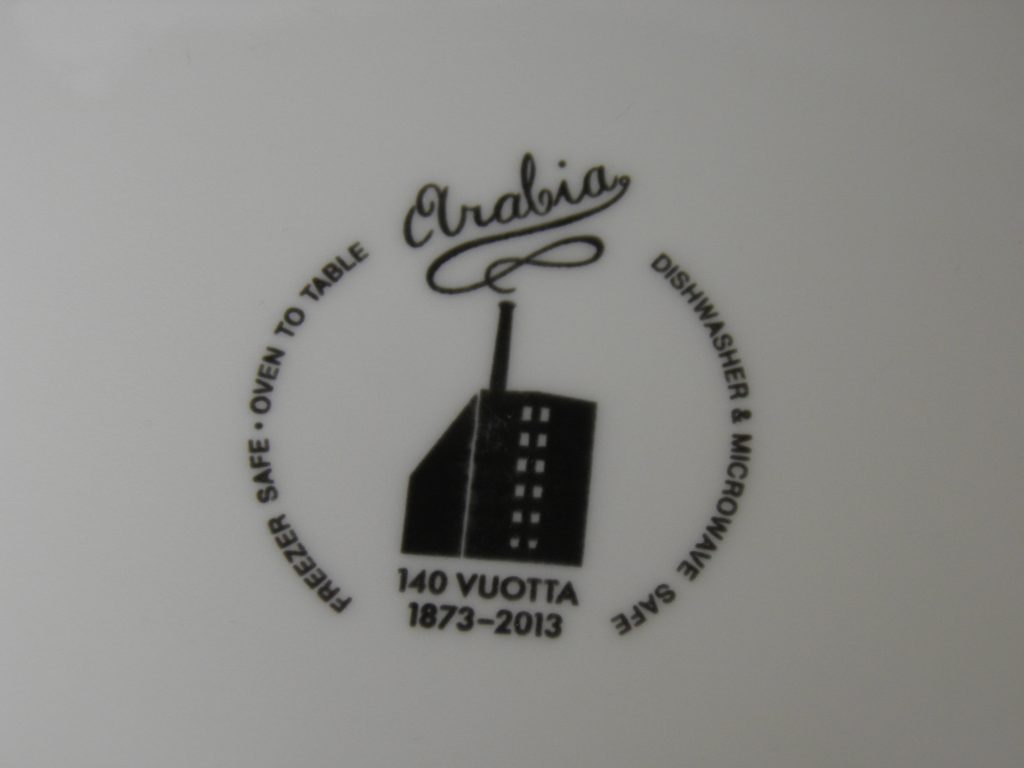 Arabia
FREEZER SAFE · OVEN TO TABLE
DISHWASHER & MICROWAVE SAFE
140 VUOTTA
1873–2013